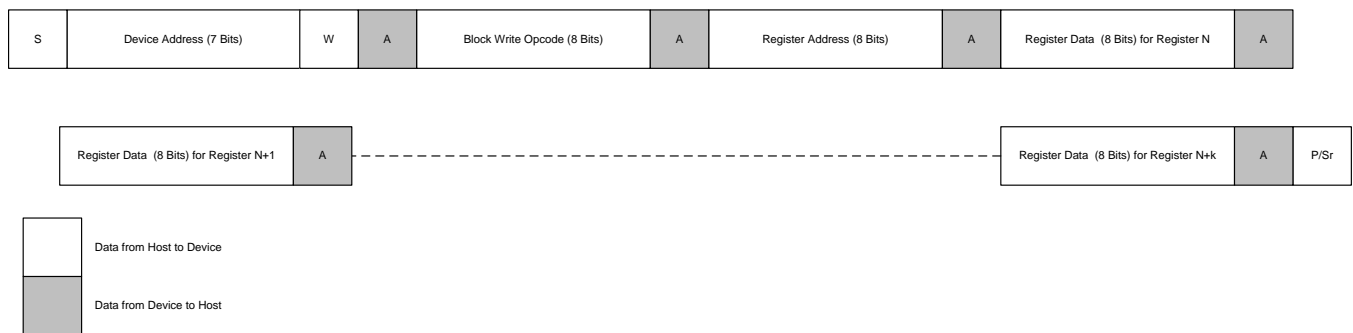 S Device Address (7 Bits) W A Block Write Opcode (8 Bits) A Register Address (8 Bits) A Register Data (8 Bits) for Register N A
Register Data (8 Bits) for Register N+1 A Register Data (8 Bits) for Register N+k A P/Sr
Data from Host to Device
Data from Device to Host